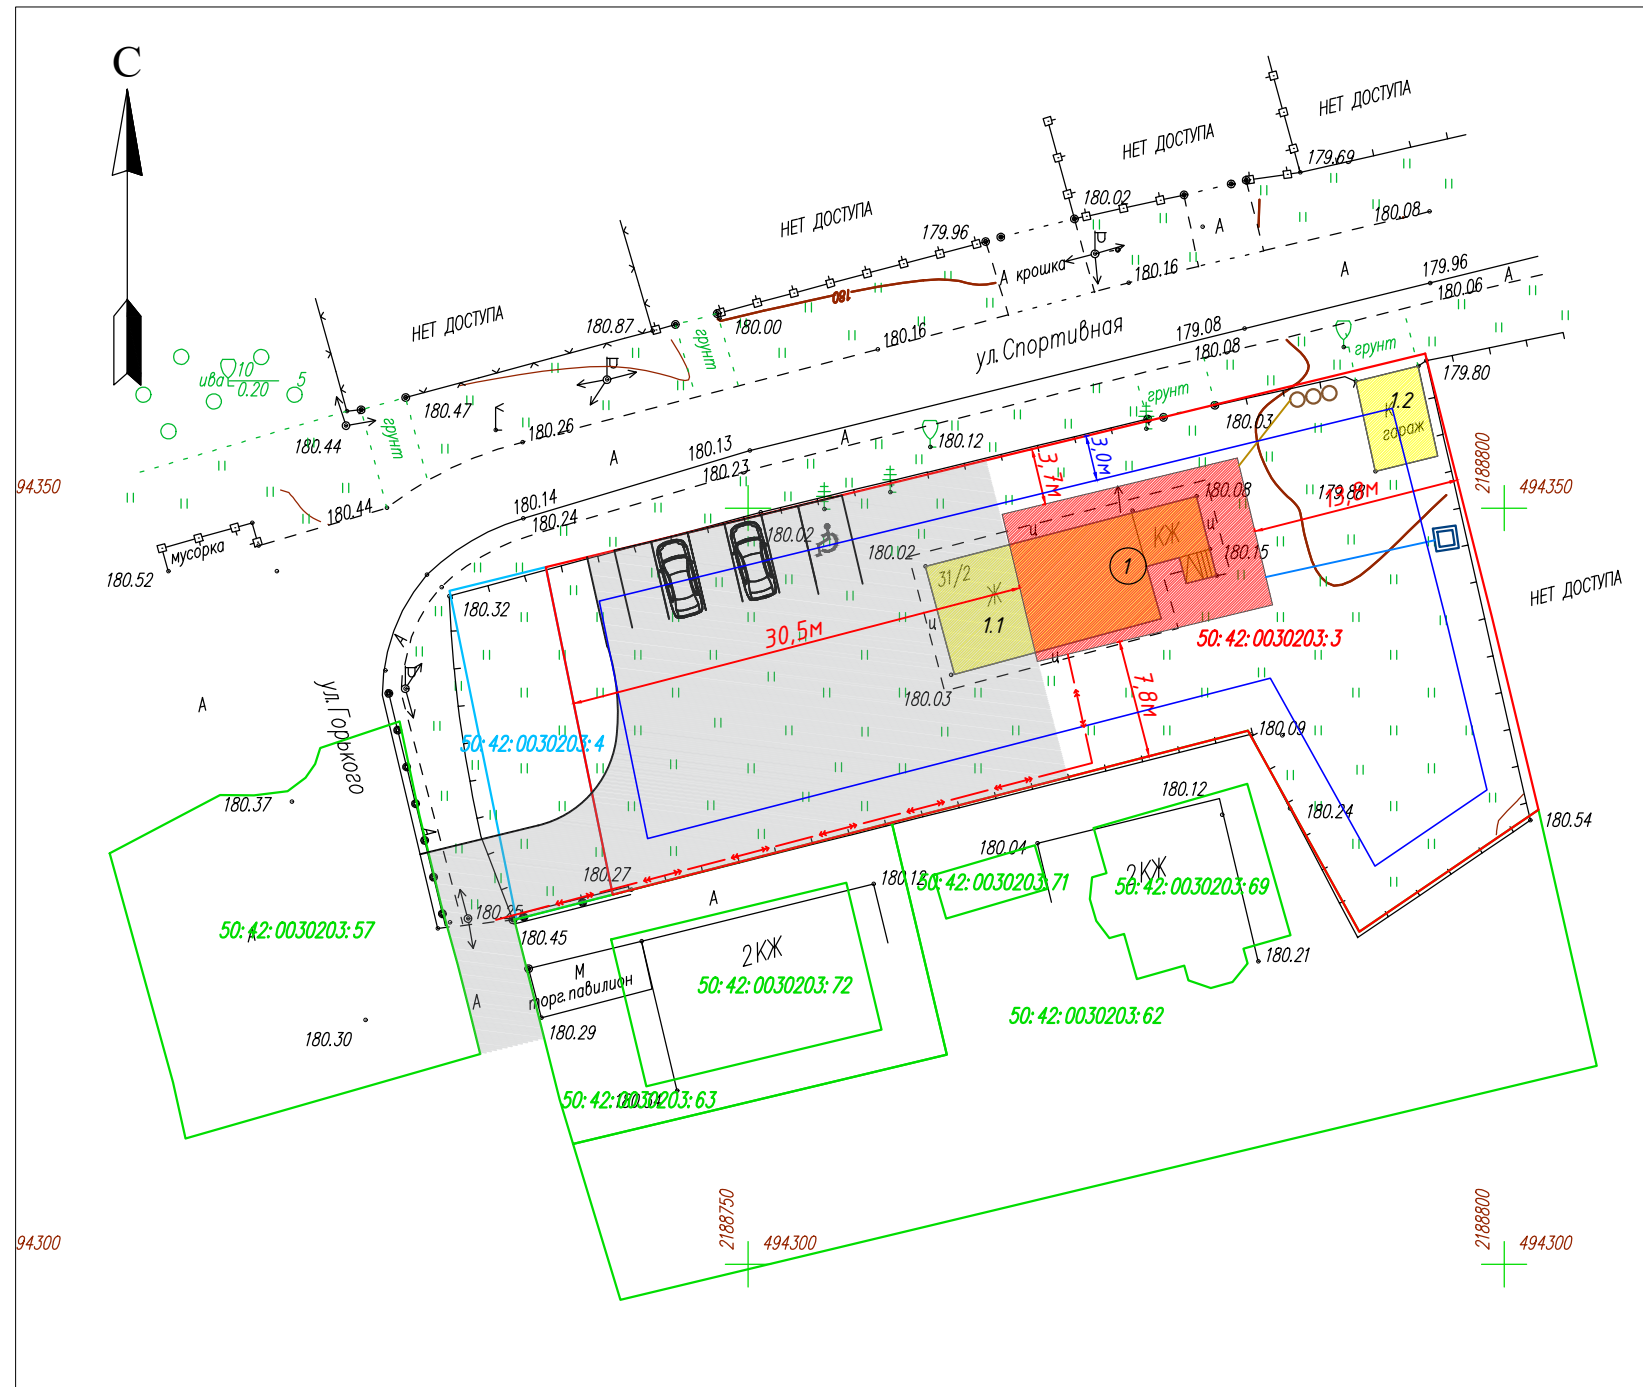 С
НЕТ ДОСТУПА
НЕТ ДОСТУПА
НЕТ ДОСТУПА
НЕТ ДОСТУПА
179.69
180.02
180.08
179.96
А
А крошка
180.16
А
179.96
А
180.06
180
180.00
180.87
грунт
180.16
ул. Спортивная
179.08
180.08
грунт
179.80
ива
10
0.20
5
180.47
грунт
180.44
180.26
180.13
А
А
180.12
грунт
180.03
1.2
К
гараж
3,7м
3,0м
94350
180.23
2188800
494350
180.44
180.14
180.24
179.88
13,8м
180.08
мусорка
180.52
180.02
180.02
и
КЖ
и
180.15
1
31/2
Ж
1.1
и
НЕТ ДОСТУПА
180.32
30,5м
А
50:42:0030203:3
и
180.03
7,8м
ул. Горького
А
50:42:0030203:4
180.09
180.37
180.12
180.24
180.54
А
180.04
2КЖ
180.27
180.12
50:42:0030203:71
50:42:0030203:69
А
180.25
50:42:0030203:57
А
180.45
2КЖ
180.21
М
торг. павилион
50:42:0030203:72
А
180.29
50:42:0030203:62
180.30
50:42:0030203:63
2188750
2188800
94300
494300
494300